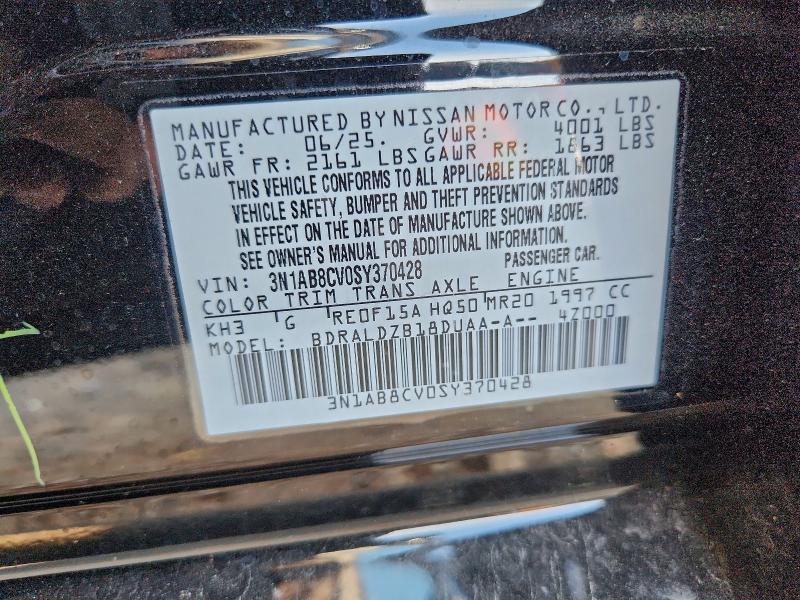 MANUFACTURED BY NISSAN MOTOR CO., LTD.
DATE: 06/25. GVWR: 4001 LBS
GAWR FR: 2161 LBS GAWR RR: 1863 LBS
THIS VEHICLE CONFORMS TO ALL APPLICABLE FEDERAL MOTOR
VEHICLE SAFETY, BUMPER AND THEFT PREVENTION STANDARDS
IN EFFECT ON THE DATE OF MANUFACTURE SHOWN ABOVE.
SEE OWNER'S MANUAL FOR ADDITIONAL INFORMATION.
VIN: 3N1AB8CV0SY370428 PASSENGER CAR.
COLOR TRIM TRANS AXLE ENGINE
KH3 G RE0F15A HQ50 MR20 1997 CC
MODEL: BDRALDZB18DUAA-A-- 4Z000
3N1AB8CV0SY370428